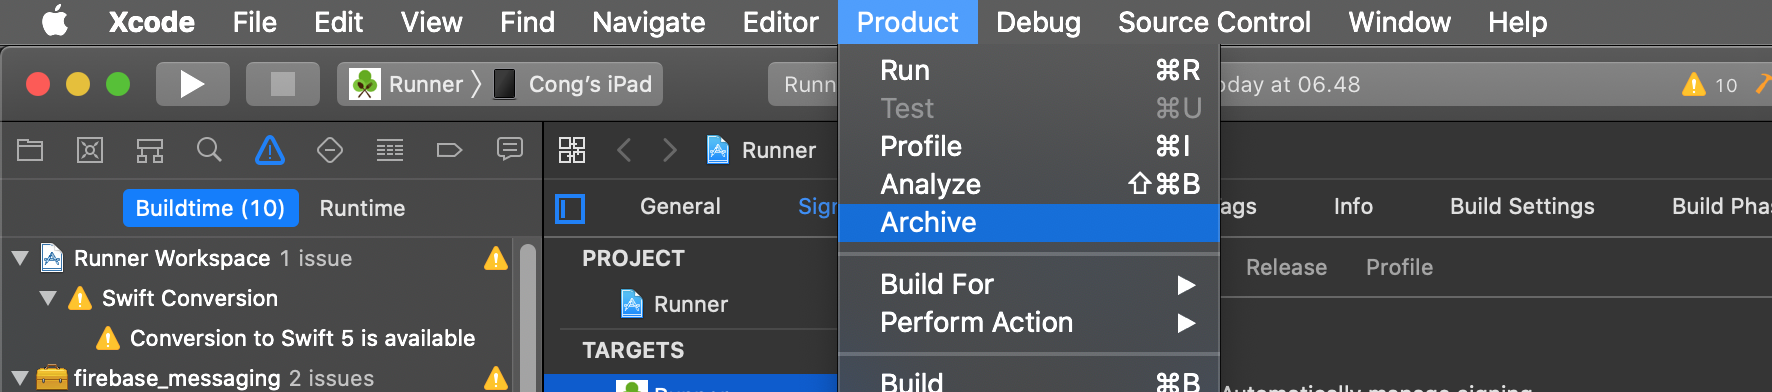 Xcode File Edit View Find Navigate Editor Product Debug Source Control Window Help
Runner Cong's iPad
Runn
day at 06.48
10
Run ⌘R
Test ⌘U
Profile ⌘I
Analyze ⇧⌘B
Archive
Build For
Perform Action
Build ⌘B
Buildtime (10) Runtime
Runner Workspace 1 issue
Swift Conversion
Conversion to Swift 5 is available
firebase_messaging 2 issues
Runner
General Sign
ags Info Build Settings Build Pha
PROJECT
Runner
TARGETS
Runner
Release Profile
Automatically manage signing